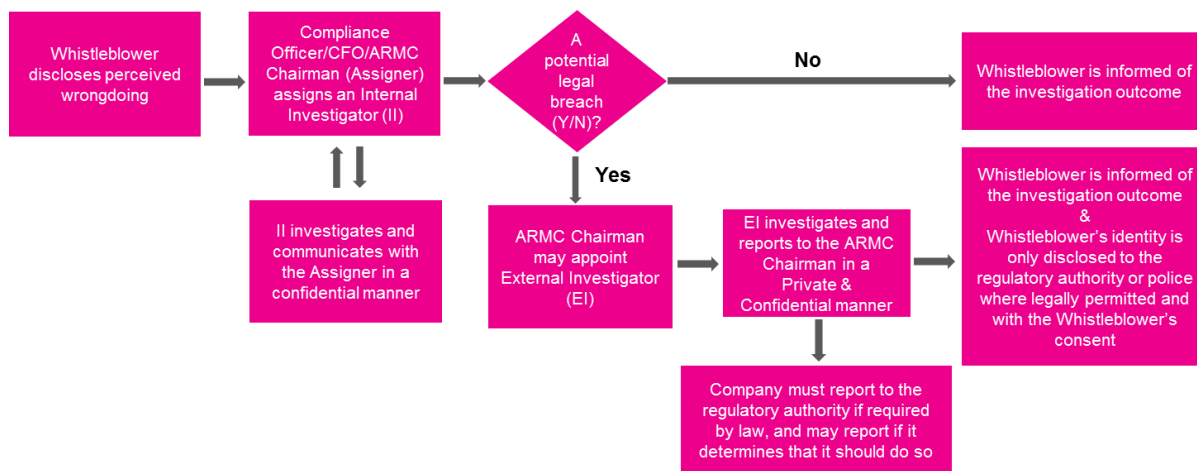 Whistleblower
discloses perceived
wrongdoing
Compliance
Officer/CFO/ARMC
Chairman (Assigner)
assigns an Internal
Investigator (II)
A
potential
legal
breach
(Y/N)?
No
Whistleblower is informed of
the investigation outcome
Yes
II investigates and
communicates with
the Assigner in a
confidential manner
ARMC Chairman
may appoint
External Investigator
(EI)
EI investigates and
reports to the ARMC
Chairman in a
Private &
Confidential manner
Whistleblower is informed of
the investigation outcome
&
Whistleblower's identity is
only disclosed to the
regulatory authority or police
where legally permitted and
with the Whistleblower's
consent
Company must report to the
regulatory authority if required
by law, and may report if it
determines that it should do so